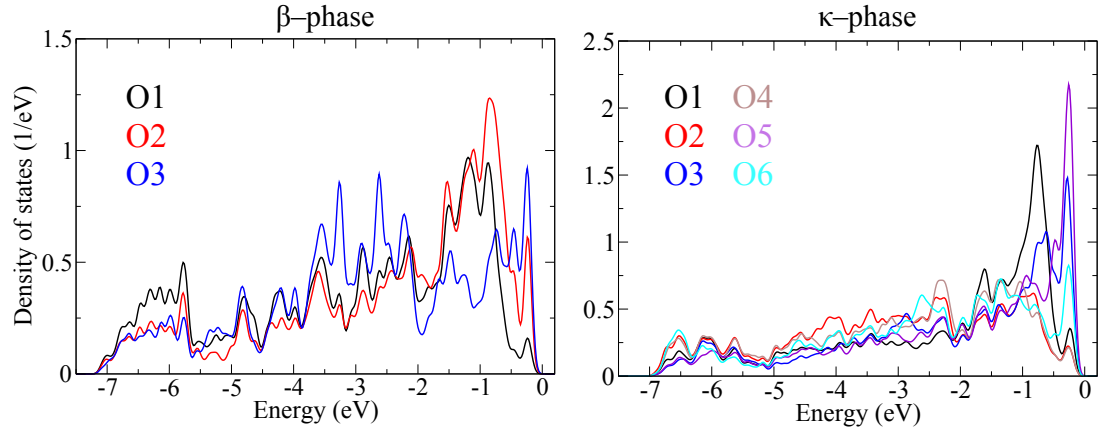 β–phase
1.5
1
0.5
0
Density of states (1/eV)
O1
O2
O3
-7 -6 -5 -4 -3 -2 -1 0
Energy (eV)
κ–phase
2.5
2
1.5
1
0.5
0
O1 O4
O2 O5
O3 O6
-7 -6 -5 -4 -3 -2 -1 0
Energy (eV)